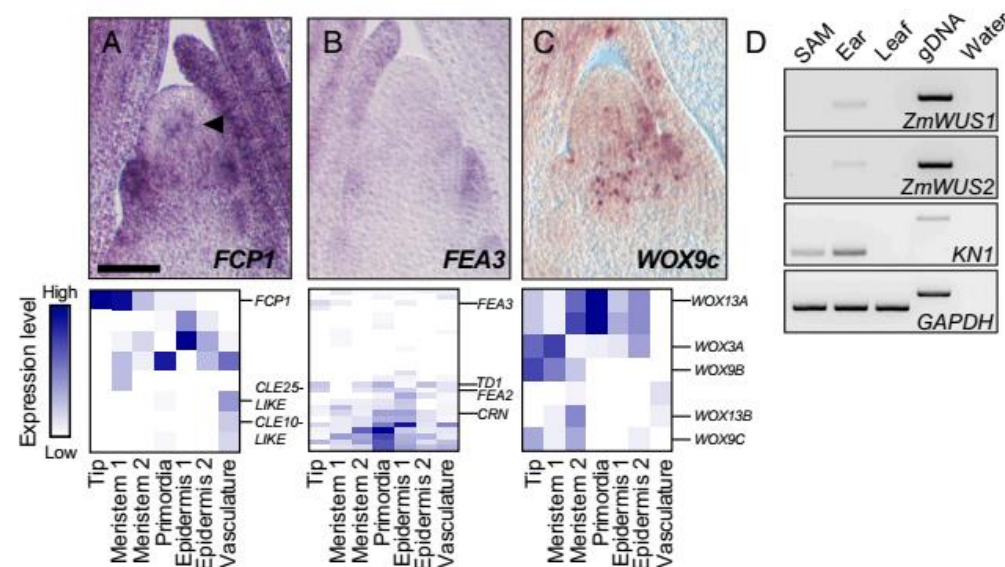 A
B
C
D
FCP1
FEA3
WOX9c
SAM
Ear
Leaf
gDNA
Water
ZmWUS1
ZmWUS2
KN1
GAPDH
High
Expression level
Low
FCP1
CLE25-
LIKE
CLE10-
LIKE
FEA3
TD1
FEA2
CRN
WOX13A
WOX3A
WOX9B
WOX13B
WOX9C
Tip
Meristem 1
Meristem 2
Primordia
Epidermis 1
Epidermis 2
Vasculature
Tip
Meristem 1
Meristem 2
Primordia
Epidermis 1
Epidermis 2
Vasculature
Tip
Meristem 1
Meristem 2
Primordia
Epidermis 1
Epidermis 2
Vasculature